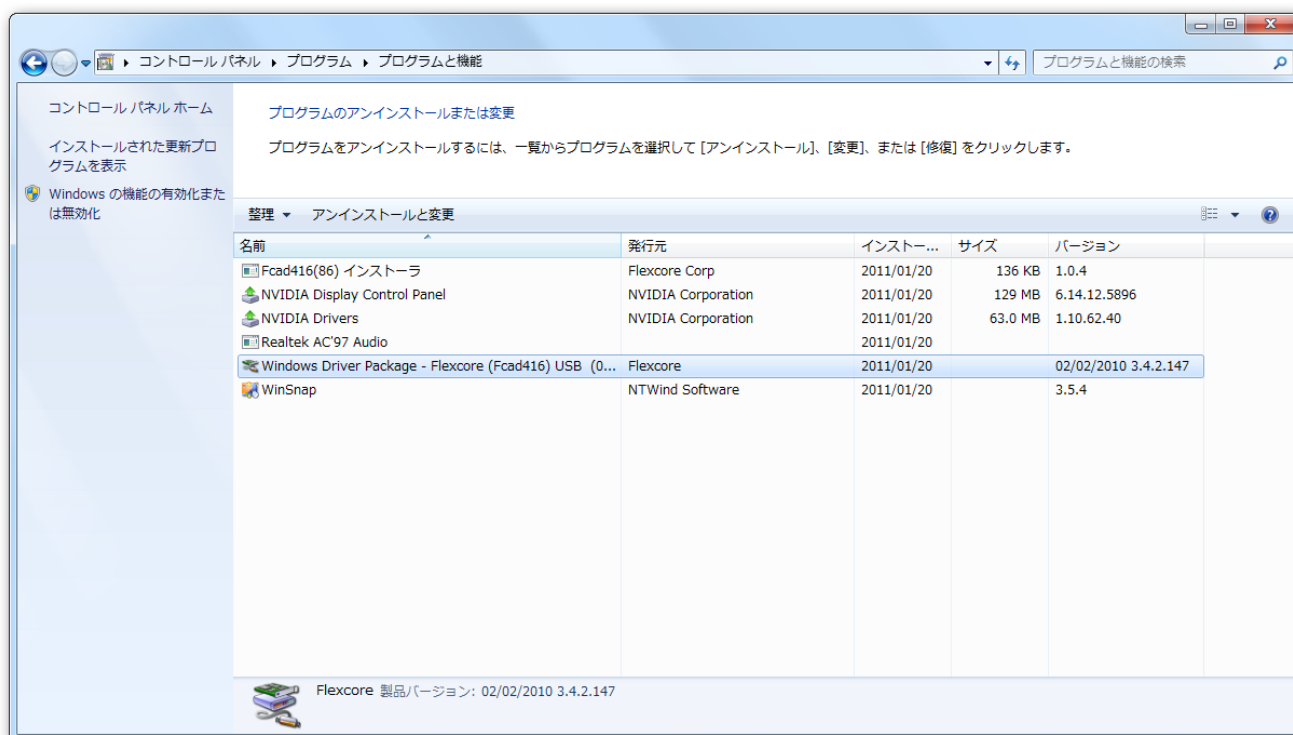 コントロール パネル ▸ プログラム ▸ プログラムと機能
プログラムと機能の検索
コントロール パネル ホーム
インストールされた更新プロ
グラムを表示
Windows の機能の有効化また
は無効化
プログラムのアンインストールまたは変更
プログラムをアンインストールするには、一覧からプログラムを選択して [アンインストール]、[変更]、または [修復] をクリックします。
整理 アンインストールと変更
名前 発行元 インストー... サイズ バージョン
Fcad416(86) インストーラ Flexcore Corp 2011/01/20 136 KB 1.0.4
NVIDIA Display Control Panel NVIDIA Corporation 2011/01/20 129 MB 6.14.12.5896
NVIDIA Drivers NVIDIA Corporation 2011/01/20 63.0 MB 1.10.62.40
Realtek AC'97 Audio 2011/01/20
Windows Driver Package - Flexcore (Fcad416) USB (0... Flexcore 2011/01/20 02/02/2010 3.4.2.147
WinSnap NTWind Software 2011/01/20 3.5.4
Flexcore 製品バージョン: 02/02/2010 3.4.2.147